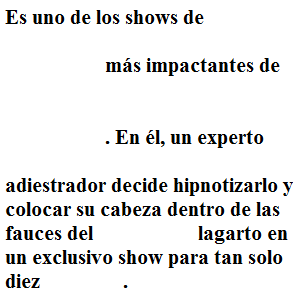 Es uno de los shows de
más impactantes de
. En él, un experto
adiestrador decide hipnotizarlo y
colocar su cabeza dentro de las
fauces del lagarto en
un exclusivo show para tan solo
diez .